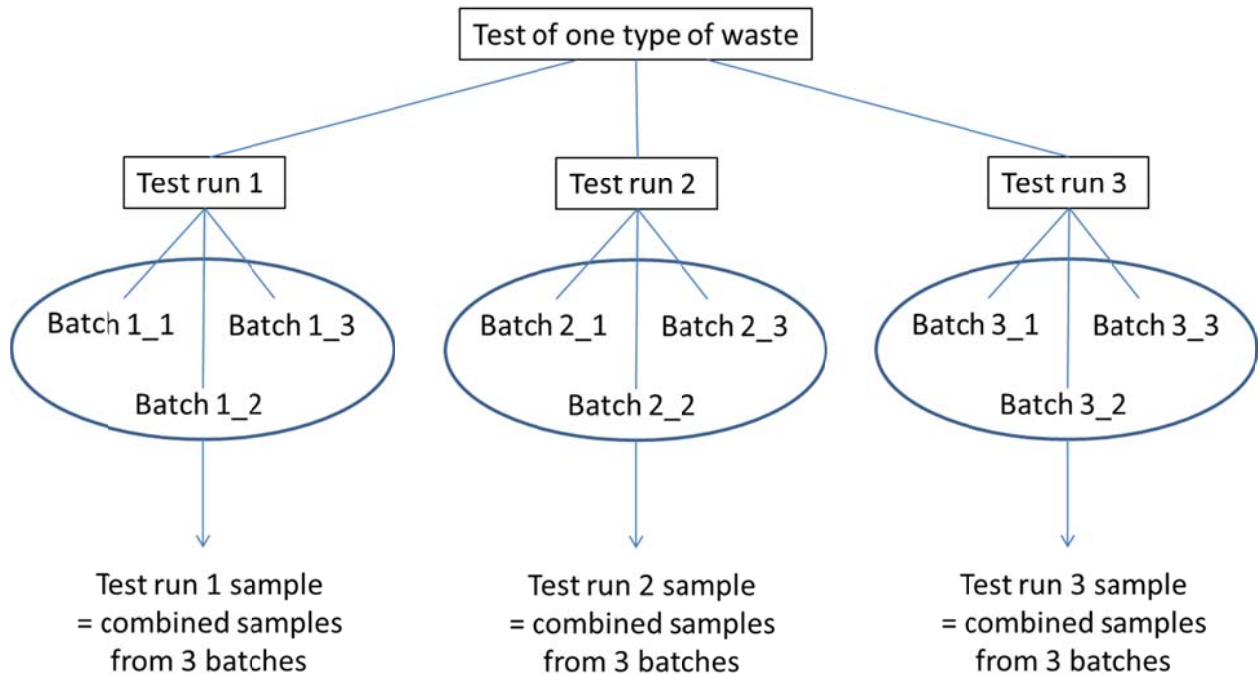 Test of one type of waste
Test run 1
Test run 2
Test run 3
Batch 1_1
Batch 1_3
Batch 1_2
Batch 2_1
Batch 2_3
Batch 2_2
Batch 3_1
Batch 3_3
Batch 3_2
Test run 1 sample
= combined samples
from 3 batches
Test run 2 sample
= combined samples
from 3 batches
Test run 3 sample
= combined samples
from 3 batches